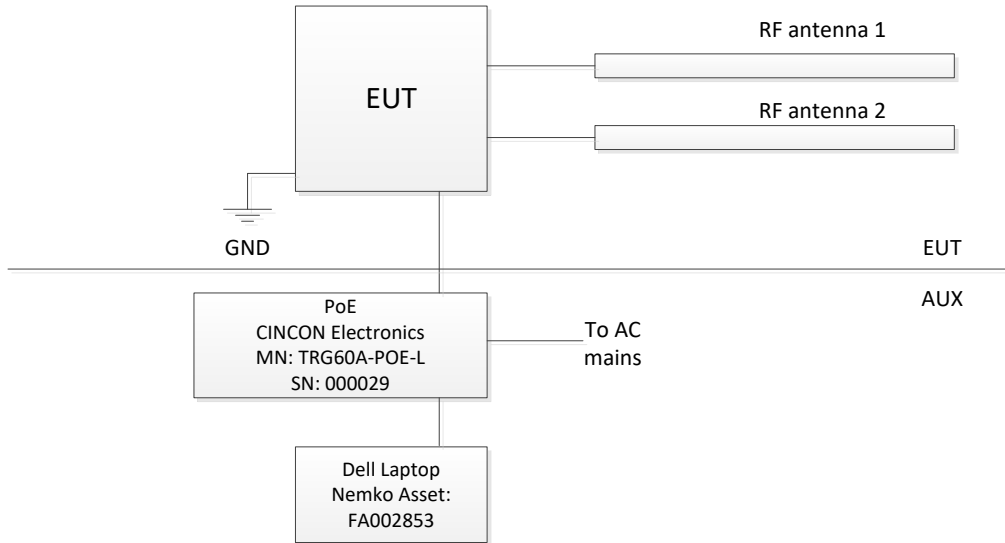 RF antenna 1
EUT
RF antenna 2
GND
EUT
AUX
PoE
CINCON Electronics
MN: TRG60A-POE-L
SN: 000029
To AC
mains
Dell Laptop
Nemko Asset:
FA002853